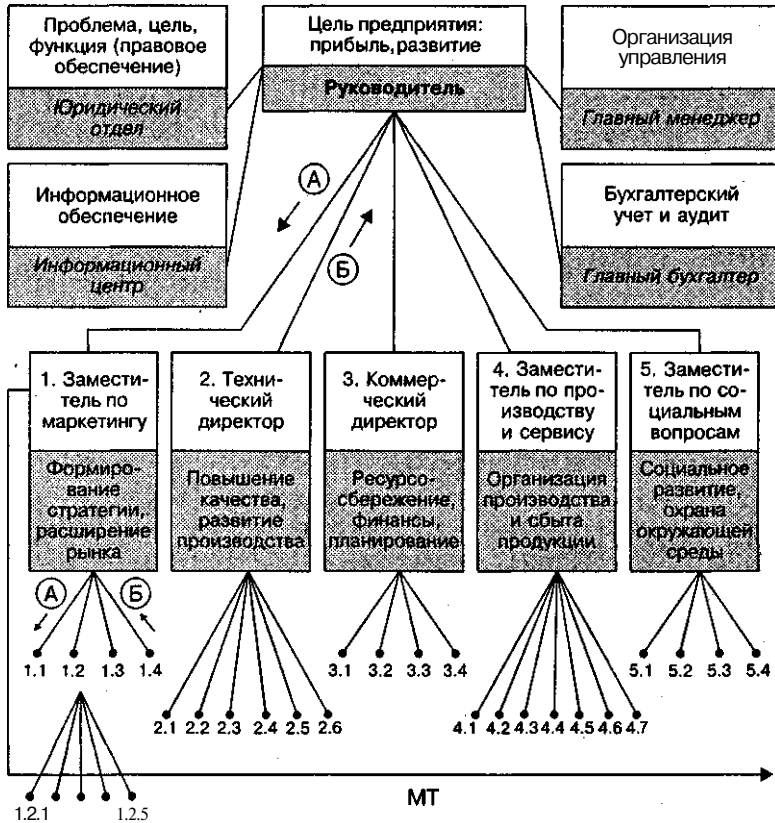 Проблема, цель,
функция (правовое
обеспечение)
Юридический
отдел
Цель предприятия:
прибыль, развитие
Руководитель
Организация
управления
Главный менеджер
Информационное
обеспечение
Информационный
центр
А
Б
Бухгалтерский
учет и аудит
Главный бухгалтер
1. Замести-
тель по
маркетингу
Формиро-
вание
стратегии,
расширение
рынка
2. Техни-
ческий
директор
Повышение
качества,
развитие
производства
3. Коммер-
ческий
директор
Ресурсо-
сбережение,
финансы,
планирование
4. Замести-
тель по про-
изводству
и сервису
Организация
производства
и сбыта
продукции
5. Замести-
тель по со-
циальным
вопросам
Социальное
развитие,
охрана
окружающей
среды
А
Б
1.1 1.2 1.3 1.4
3.1 3.2 3.3 3.4
5.1 5.2 5.3 5.4
2.1 2.2 2.3 2.4 2.5 2.6
4.1 4.2 4.3 4.4 4.5 4.6 4.7
1.2.1 1.2.5
МТ